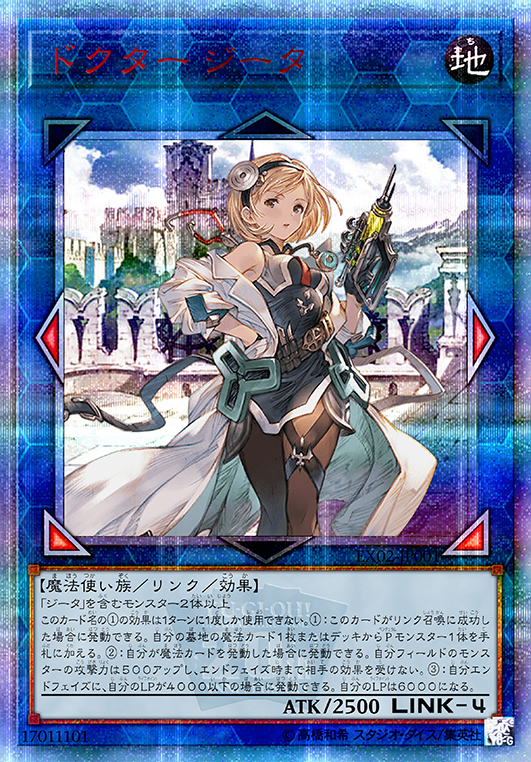 ドクター ジータ
地
EX02-JP001
【魔法使い族／リンク／効果】
「ジータ」を含むモンスター２体以上
このカード名の①の効果は1ターンに1度しか使用できない。①：このカードがリンク召喚に成功し
た場合に発動できる。自分の墓地の魔法カード１枚またはデッキからＰモンスター１体を手
札に加える。②：自分が魔法カードを発動した場合に発動できる。自分フィールドのモンス
ターの攻撃力は５００アップし、エンドフェイズ時まで相手の効果を受けない。③：自分エン
ドフェイズに、自分のLPが４０００以下の場合に発動できる。自分のLPは６０００になる。
ATK/2500 LINK-4
17011101
©高橋和希 スタジオ・ダイス/集英社